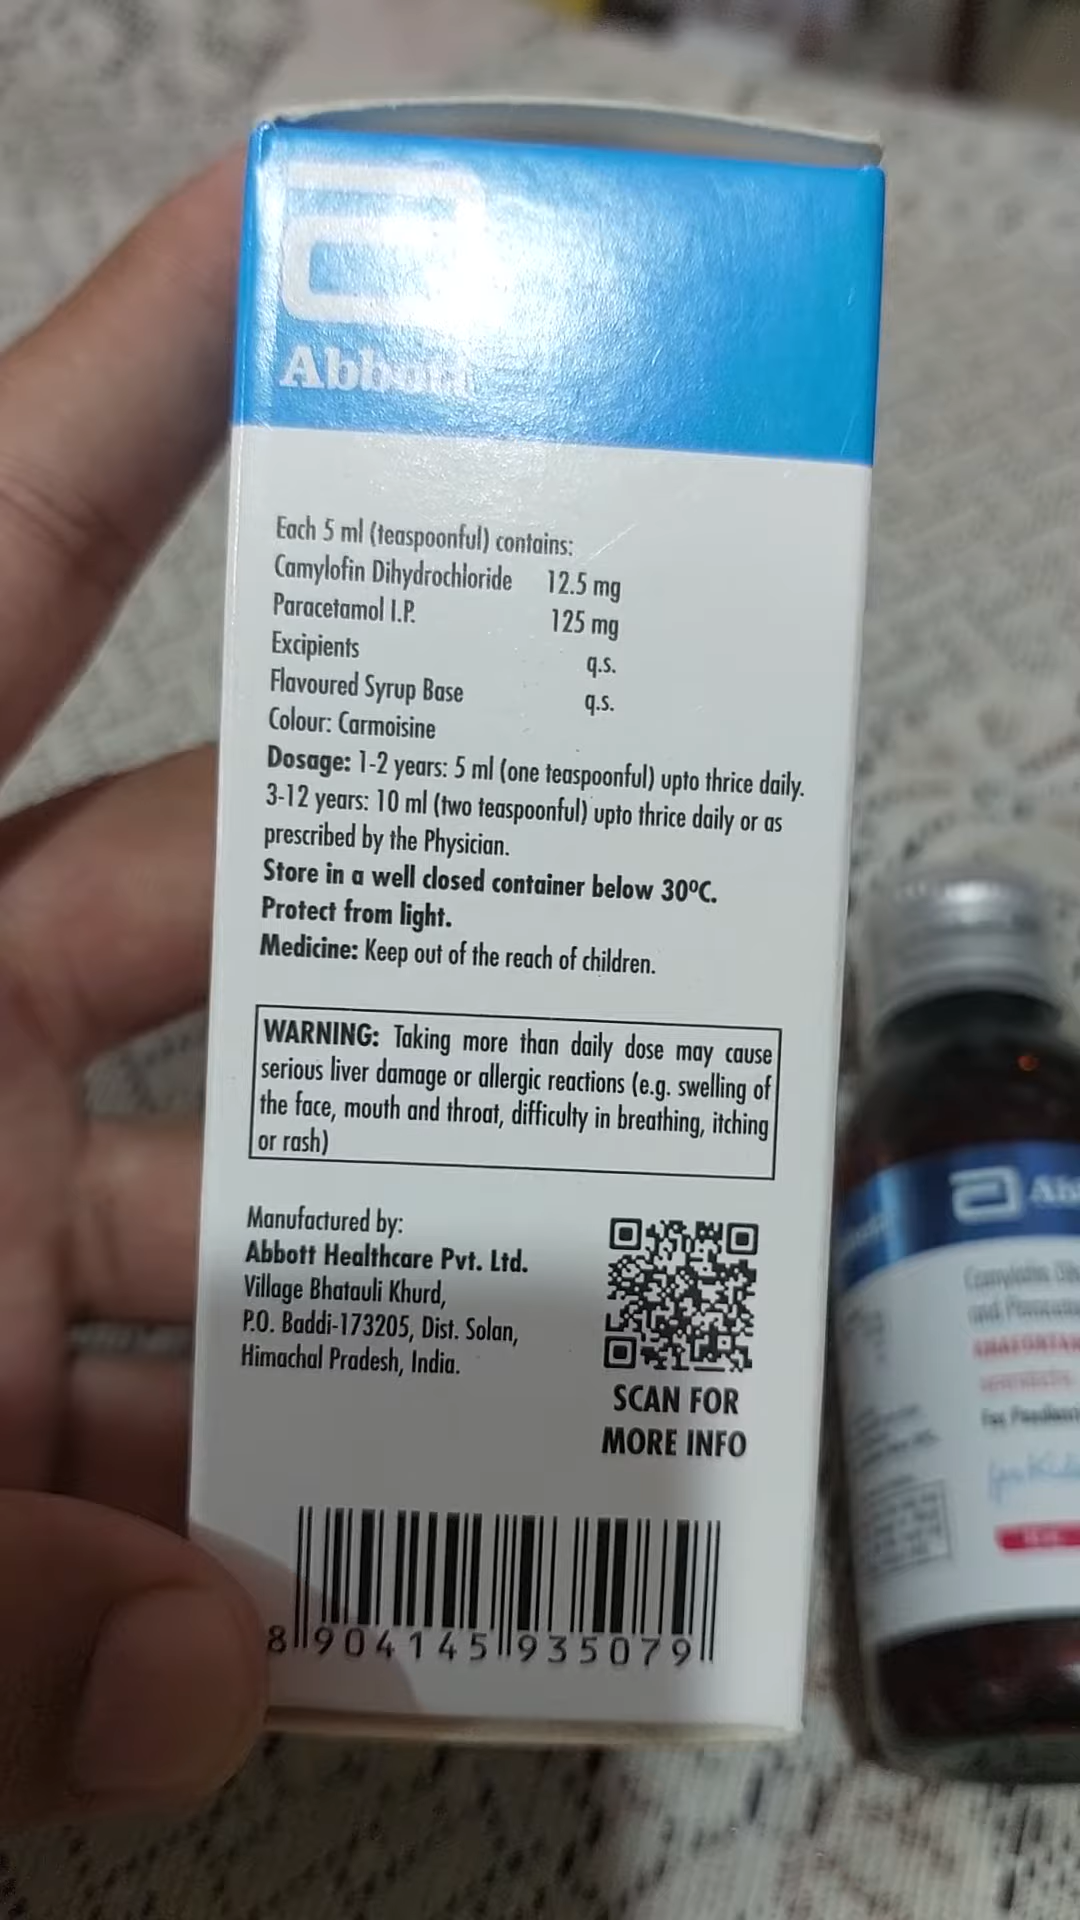 Abbott
Each 5 ml (teaspoonful) contains:
Camylofin Dihydrochloride 12.5 mg
Paracetamol I.P. 125 mg
Excipients q.s.
Flavoured Syrup Base q.s.
Colour: Carmoisine
Dosage: 1-2 years: 5 ml (one teaspoonful) upto thrice daily.
3-12 years: 10 ml (two teaspoonful) upto thrice daily or as
prescribed by the Physician.
Store in a well closed container below 30ºC.
Protect from light.
Medicine: Keep out of the reach of children.
WARNING: Taking more than daily dose may cause
serious liver damage or allergic reactions (e.g. swelling of
the face, mouth and throat, difficulty in breathing, itching
or rash)
Manufactured by:
Abbott Healthcare Pvt. Ltd.
Village Bhatauli Khurd,
P.O. Baddi-173205, Dist. Solan,
Himachal Pradesh, India.
SCAN FOR
MORE INFO
8 904145 935079